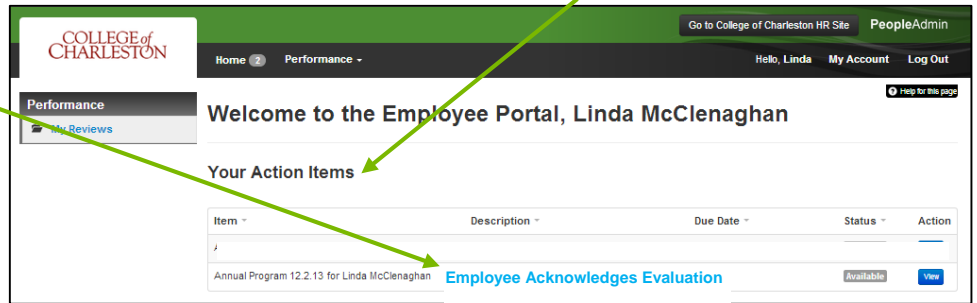 COLLEGE of
CHARLESTON
Go to College of Charleston HR Site PeopleAdmin
Home 2 Performance
Hello, Linda My Account Log Out
Help for this page
Performance
My Reviews
Welcome to the Employee Portal, Linda McClenaghan
Your Action Items
Item Description Due Date Status Action
Annual Program 12.2.13 for Linda McClenaghan Employee Acknowledges Evaluation Available View